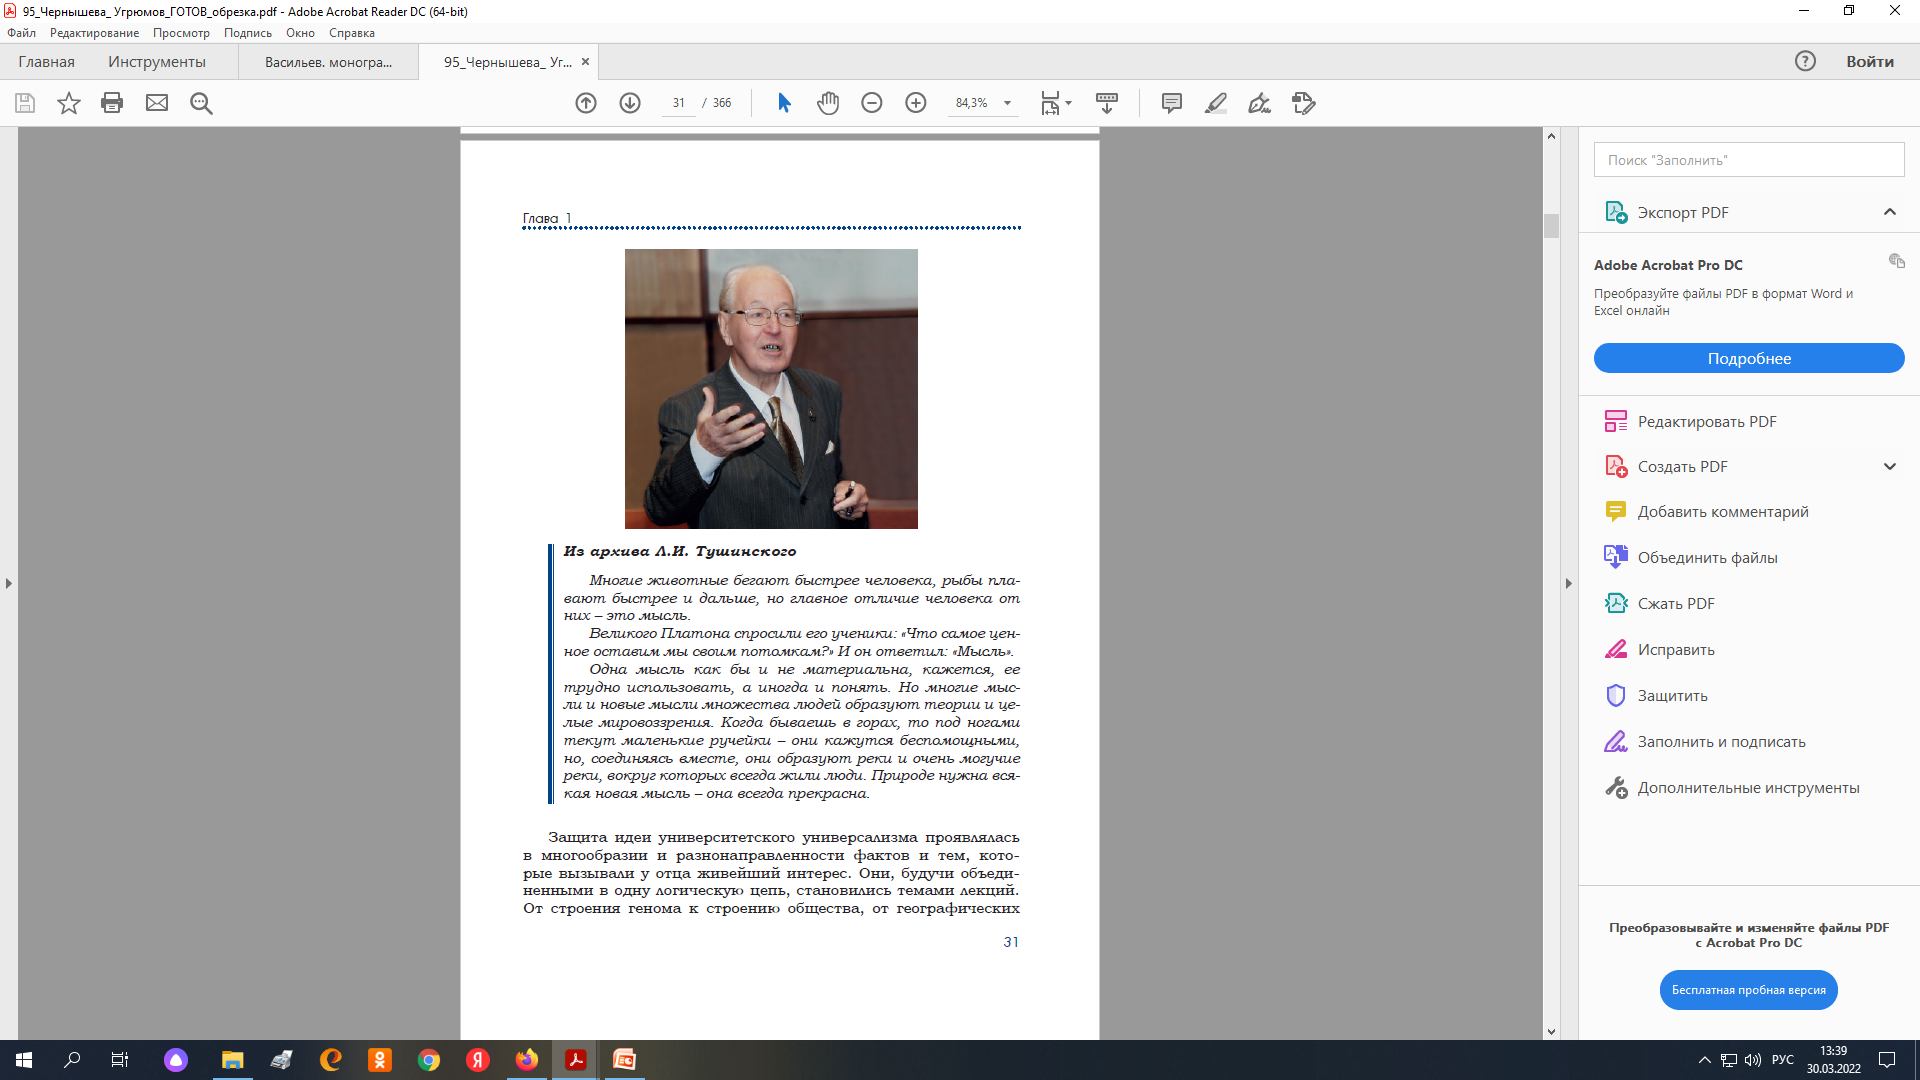 95_Чернышева_ Угрюмов_ГОТОВ_обрезка.pdf - Adobe Acrobat Reader DC (64-bit)
Файл Редактирование Просмотр Подпись Окно Справка
Главная Инструменты Васильев. моногра... 95_Чернышева_ Уг... Войти
31 / 366 84,3%
Поиск "Заполнить"
Экспорт PDF
Adobe Acrobat Pro DC
Преобразуйте файлы PDF в формат Word и
Excel онлайн
Подробнее
Редактировать PDF
Создать PDF
Добавить комментарий
Объединить файлы
Сжать PDF
Исправить
Защитить
Заполнить и подписать
Дополнительные инструменты
Преобразовывайте и изменяйте файлы PDF
с Acrobat Pro DC
Бесплатная пробная версия
Глава 1
Из архива Л.И. Тушинского
Многие животные бегают быстрее человека, рыбы пла-
вают быстрее и дальше, но главное отличие человека от
них – это мысль.
Великого Платона спросили его ученики: «Что самое цен-
ное оставим мы своим потомкам?» И он ответил: «Мысль».
Одна мысль как бы и не материальна, кажется, ее
трудно использовать, а иногда и понять. Но многие мыс-
ли и новые мысли множества людей образуют теории и це-
лые мировоззрения. Когда бываешь в горах, то под ногами
текут маленькие ручейки – они кажутся беспомощными,
но, соединяясь вместе, они образуют реки и очень могучие
реки, вокруг которых всегда жили люди. Природе нужна вся-
кая новая мысль – она всегда прекрасна.
Защита идеи университетского универсализма проявлялась
в многообразии и разнонаправленности фактов и тем, кото-
рые вызывали у отца живейший интерес. Они, будучи объеди-
ненными в одну логическую цепь, становились темами лекций.
От строения генома к строению общества, от географических
31
РУС
13:39
30.03.2022